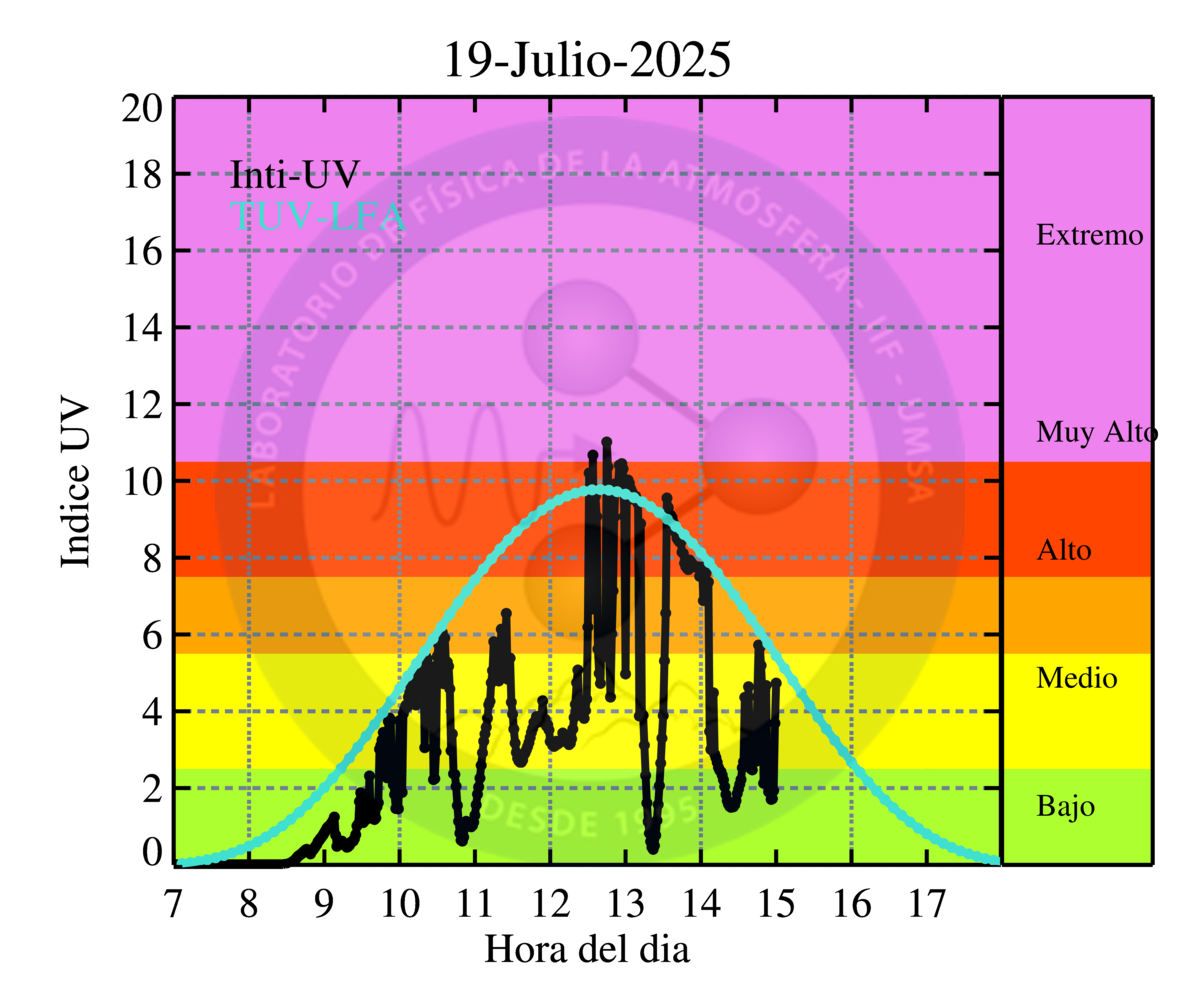 19-Julio-2025
Inti-UV
TUV-LFA
LABORATORIO DE FÍSICA DE LA ATMÓSFERA - IIF - UMSA
DESDE 1995
Indice UV
20
18
16
14
12
10
8
6
4
2
0
Extremo
Muy Alto
Alto
Medio
Bajo
7 8 9 10 11 12 13 14 15 16 17
Hora del dia